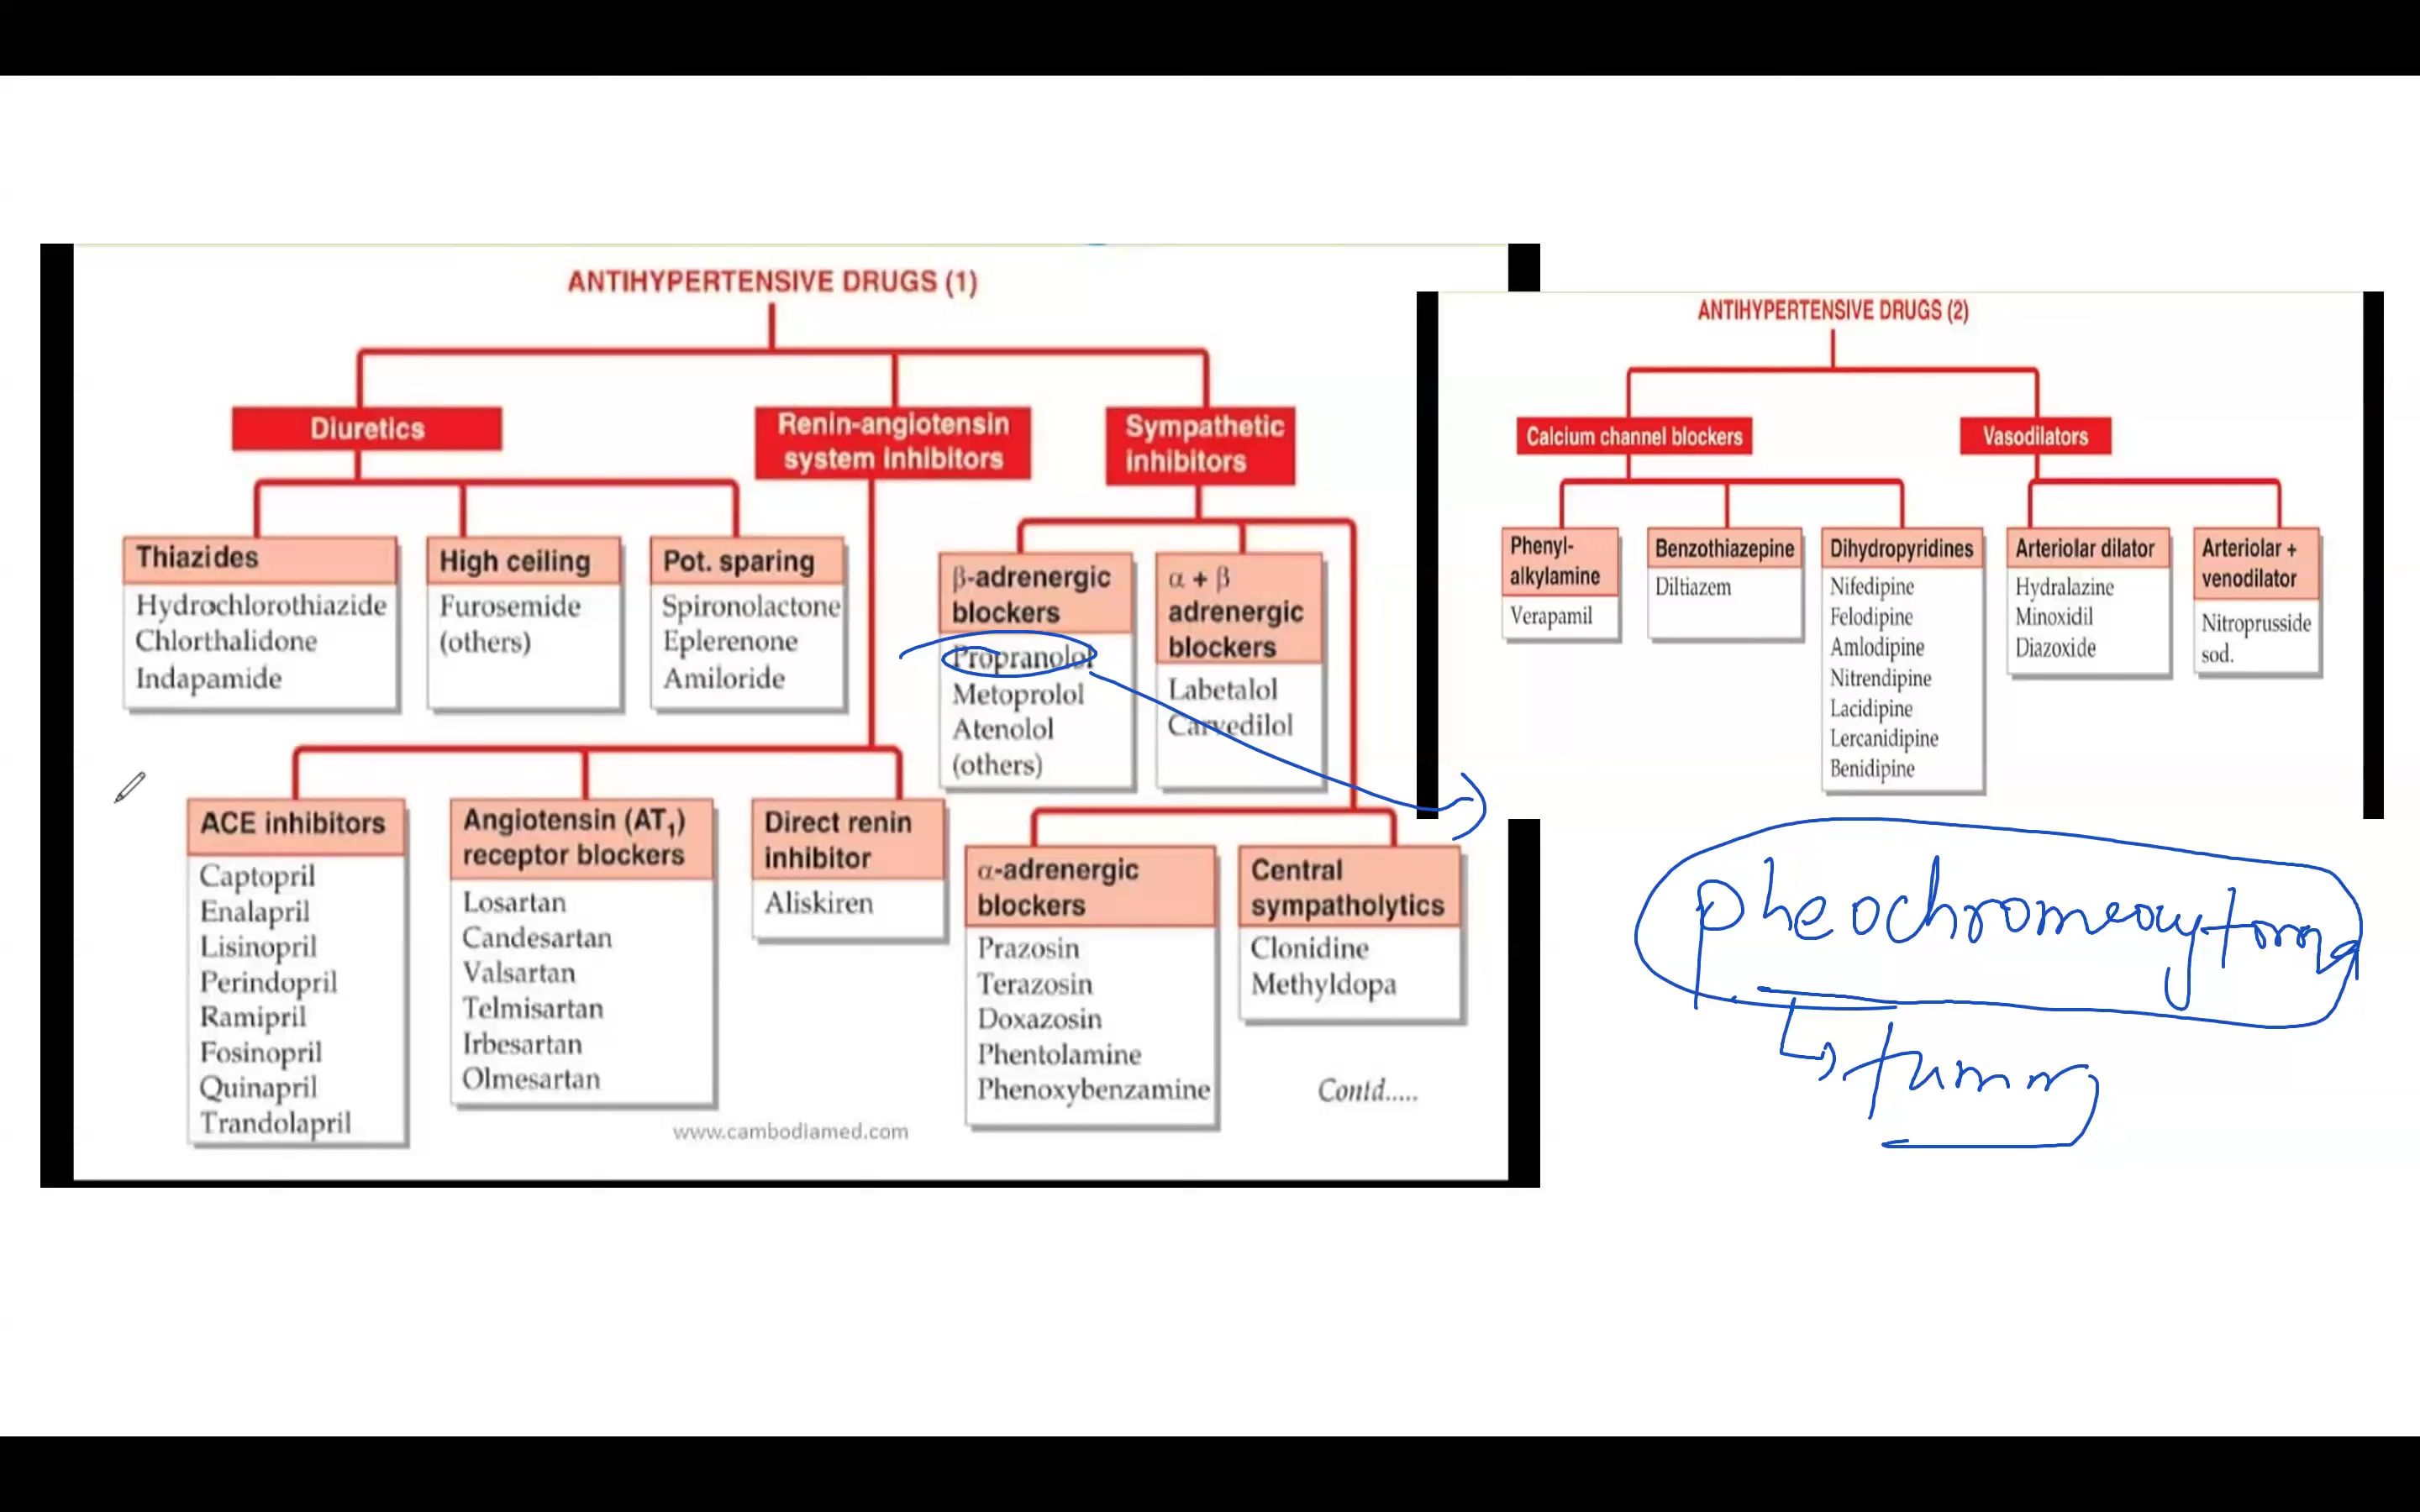 ANTIHYPERTENSIVE DRUGS (1)
Diuretics
Renin-angiotensin
system inhibitors
Sympathetic
inhibitors
Thiazides
Hydrochlorothiazide
Chlorthalidone
Indapamide
High ceiling
Furosemide
(others)
Pot. sparing
Spironolactone
Eplerenone
Amiloride
β-adrenergic
blockers
Propranolol
Metoprolol
Atenolol
(others)
α + β
adrenergic
blockers
Labetalol
Carvedilol
ACE inhibitors
Captopril
Enalapril
Lisinopril
Perindopril
Ramipril
Fosinopril
Quinapril
Trandolapril
Angiotensin (AT₁)
receptor blockers
Losartan
Candesartan
Valsartan
Telmisartan
Irbesartan
Olmesartan
Direct renin
inhibitor
Aliskiren
α-adrenergic
blockers
Prazosin
Terazosin
Doxazosin
Phentolamine
Phenoxybenzamine
Central
sympatholytics
Clonidine
Methyldopa
Contd.....
www.cambodiamed.com
ANTIHYPERTENSIVE DRUGS (2)
Calcium channel blockers
Vasodilators
Phenyl-
alkylamine
Verapamil
Benzothiazepine
Diltiazem
Dihydropyridines
Nifedipine
Felodipine
Amlodipine
Nitrendipine
Lacidipine
Lercanidipine
Benidipine
Arteriolar dilator
Hydralazine
Minoxidil
Diazoxide
Arteriolar +
venodilator
Nitroprusside
sod.